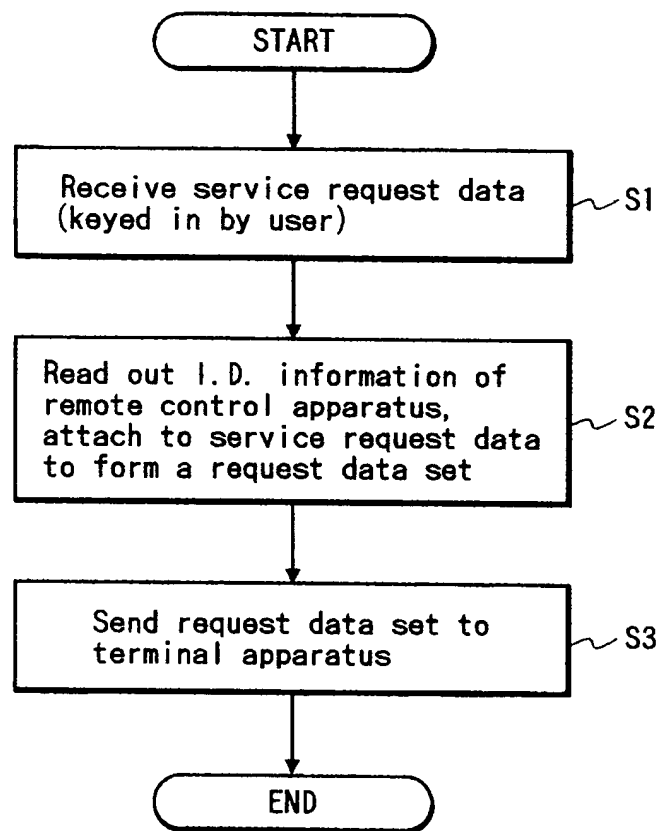 START
Receive service request data
(keyed in by user)
S1
Read out I.D. information of
remote control apparatus,
attach to service request data
to form a request data set
S2
Send request data set to
terminal apparatus
S3
END